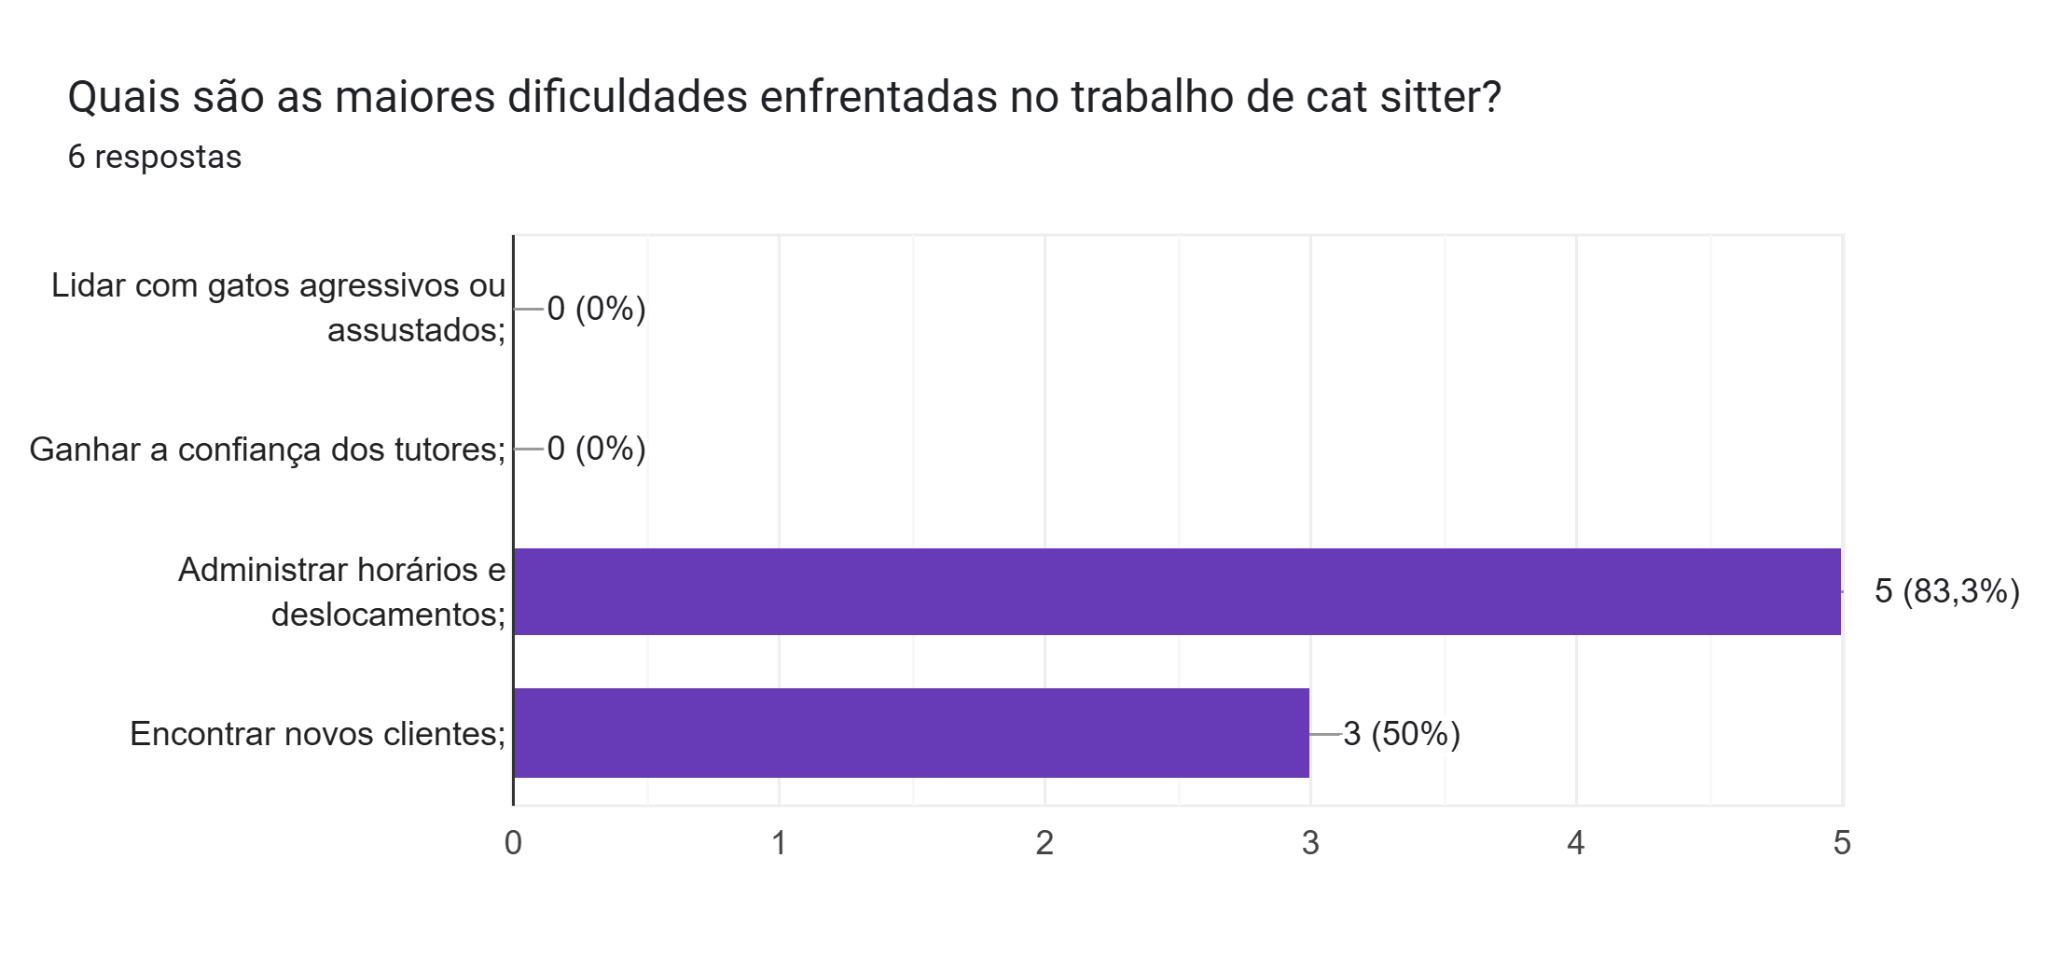 Quais são as maiores dificuldades enfrentadas no trabalho de cat sitter?
6 respostas
Lidar com gatos agressivos ou
assustados;
0 (0%)
Ganhar a confiança dos tutores;
0 (0%)
Administrar horários e
deslocamentos;
5 (83,3%)
Encontrar novos clientes;
3 (50%)
0 1 2 3 4 5